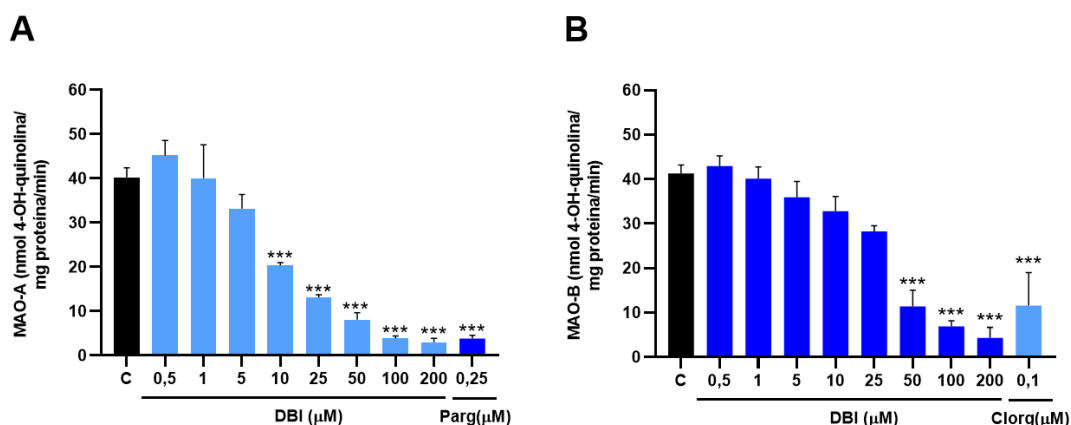 A
MAO-A (nmol 4-OH-quinolina/
mg proteína/min)
60
50
40
30
20
10
0
***
***
***
***
***
***
C 0,5 1 5 10 25 50 100 200 0,25
DBI (μM) Parg(μM)
B
MAO-B (nmol 4-OH-quinolina/
mg proteína/min)
60
50
40
30
20
10
0
***
***
***
***
C 0,5 1 5 10 25 50 100 200 0,1
DBI (μM) Clorq(μM)